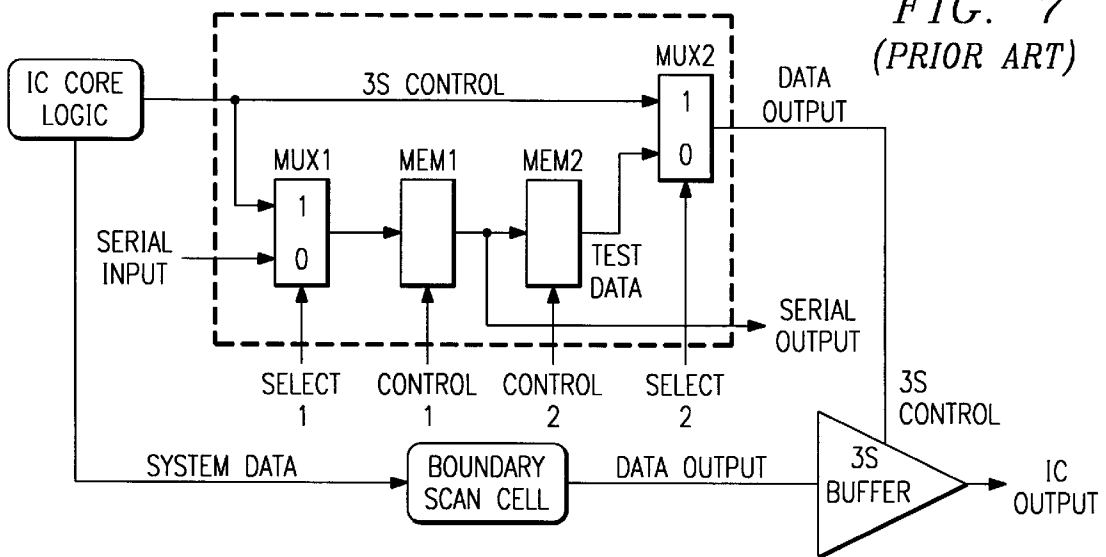 FIG. 7
(PRIOR ART)
IC CORE
LOGIC
3S CONTROL
MUX2
1
0
DATA
OUTPUT
MUX1
1
0
MEM1
MEM2
SERIAL
INPUT
TEST
DATA
SERIAL
OUTPUT
SELECT
1
CONTROL
1
CONTROL
2
SELECT
2
3S
CONTROL
SYSTEM DATA
BOUNDARY
SCAN CELL
DATA OUTPUT
3S
BUFFER
IC
OUTPUT